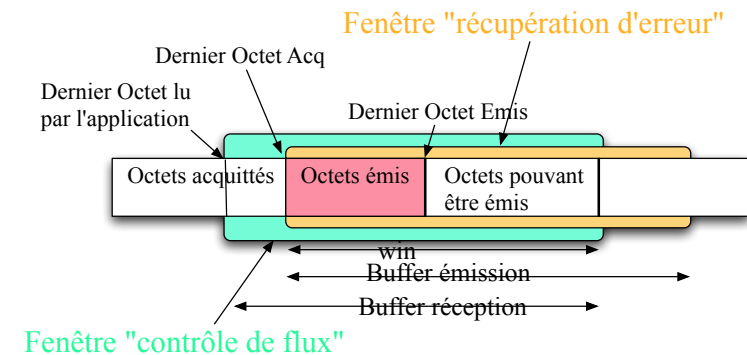 Fenêtre "récupération d'erreur"
Dernier Octet Acq
Dernier Octet lu
par l'application
Dernier Octet Emis
Octets acquittés
Octets émis
Octets pouvant
être émis
win
Buffer émission
Buffer réception
Fenêtre "contrôle de flux"